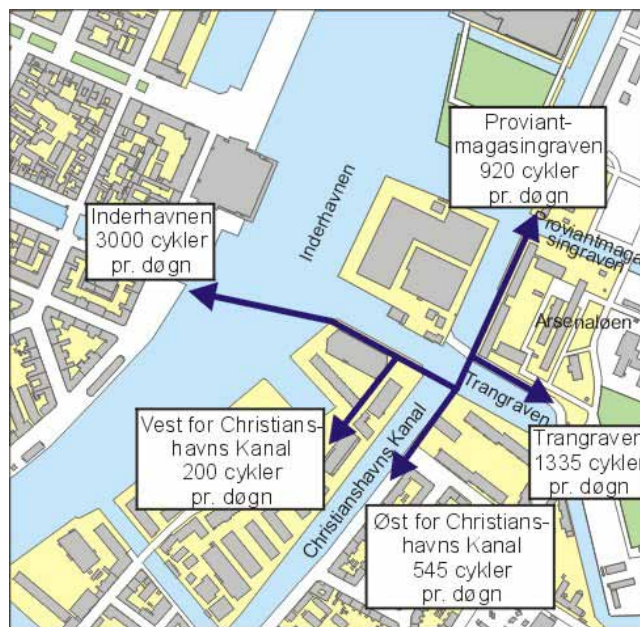 Proviant-
magasingraven
920 cykler
pr. døgn
Inderhavnen
3000 cykler
pr. døgn
Inderhavnen
Proviantmaga
singraven
Arsenaløen
Trangraven
Vest for Christians-
havns Kanal
200 cykler
pr. døgn
Christianshavns Kanal
Trangraven
1335 cykler
pr. døgn
Øst for Christians-
havns Kanal
545 cykler
pr. døgn